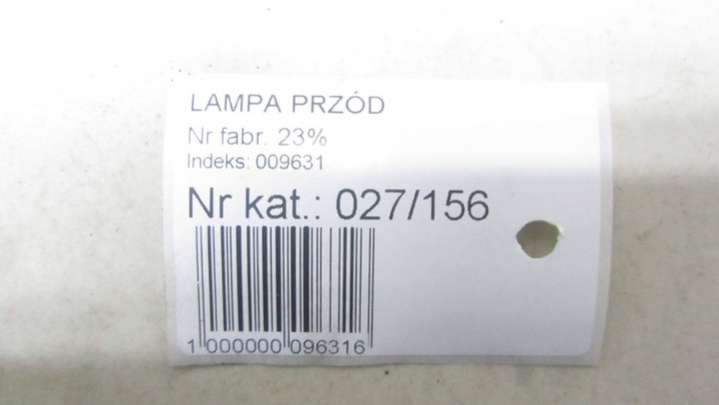 LAMPA PRZÓD
Nr fabr. 23%
Indeks: 009631
Nr kat.: 027/156
1 000000 096316